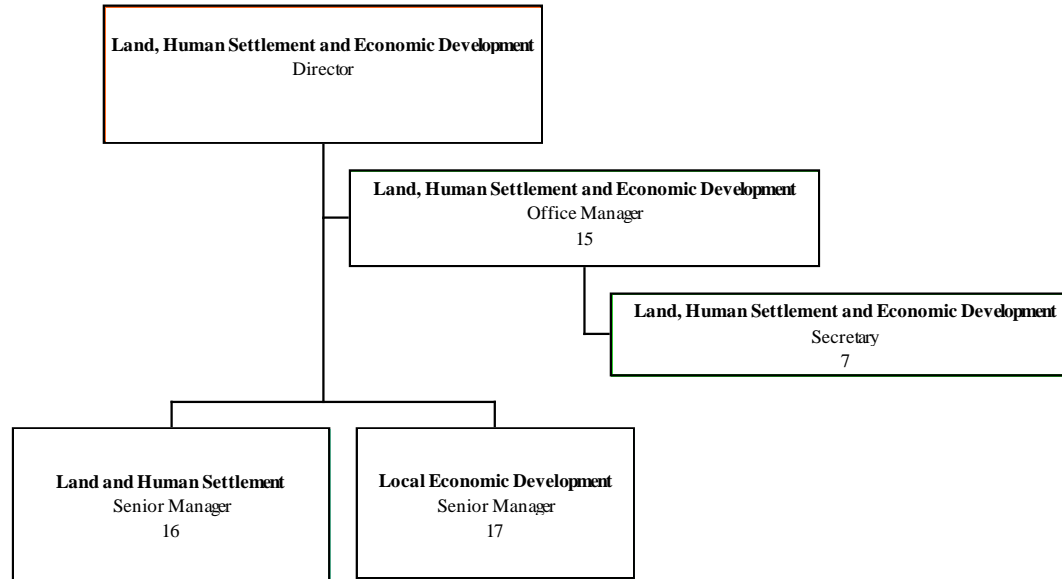 Land, Human Settlement and Economic Development
Director
Land, Human Settlement and Economic Development
Office Manager
15
Land, Human Settlement and Economic Development
Secretary
7
Land and Human Settlement
Senior Manager
16
Local Economic Development
Senior Manager
17